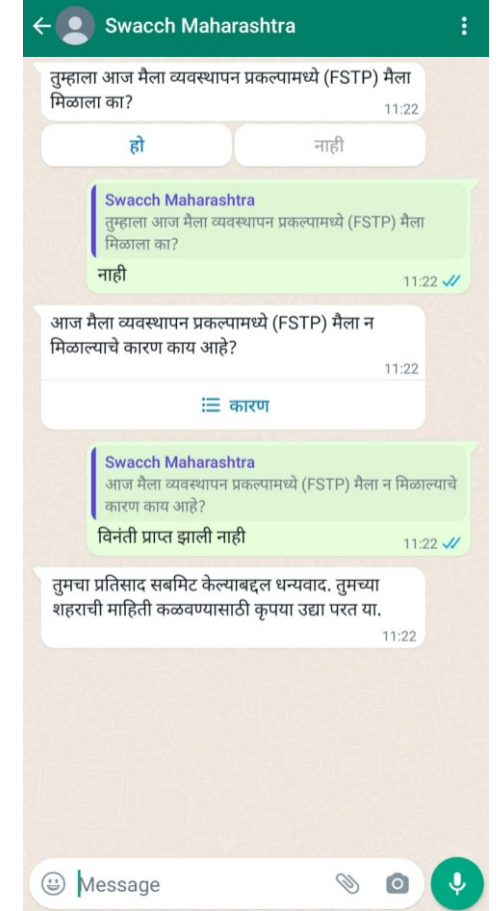 Swacch Maharashtra
तुम्हाला आज मैला व्यवस्थापन प्रकल्पामध्ये (FSTP) मैला
मिळाला का?
11:22
हो
नाही
Swacch Maharashtra
तुम्हाला आज मैला व्यवस्थापन प्रकल्पामध्ये (FSTP) मैला
मिळाला का?
नाही
11:22
आज मैला व्यवस्थापन प्रकल्पामध्ये (FSTP) मैला न
मिळाल्याचे कारण काय आहे?
11:22
कारण
Swacch Maharashtra
आज मैला व्यवस्थापन प्रकल्पामध्ये (FSTP) मैला न मिळाल्याचे
कारण काय आहे?
विनंती प्राप्त झाली नाही
11:22
तुमचा प्रतिसाद सबमिट केल्याबद्दल धन्यवाद. तुमच्या
शहराची माहिती कळवण्यासाठी कृपया उद्या परत या.
11:22
Message